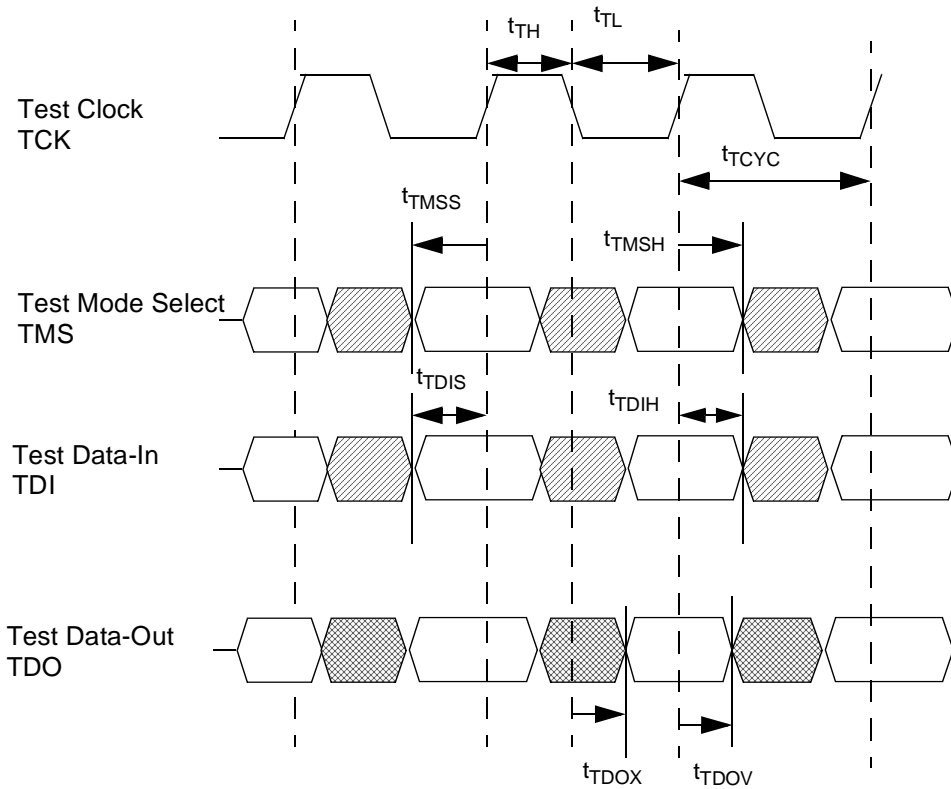 tTH
tTL
Test Clock
TCK
tTCYC
tTMSS
tTMSH
Test Mode Select
TMS
tTDIS
tTDIH
Test Data-In
TDI
Test Data-Out
TDO
tTDOX
tTDOV